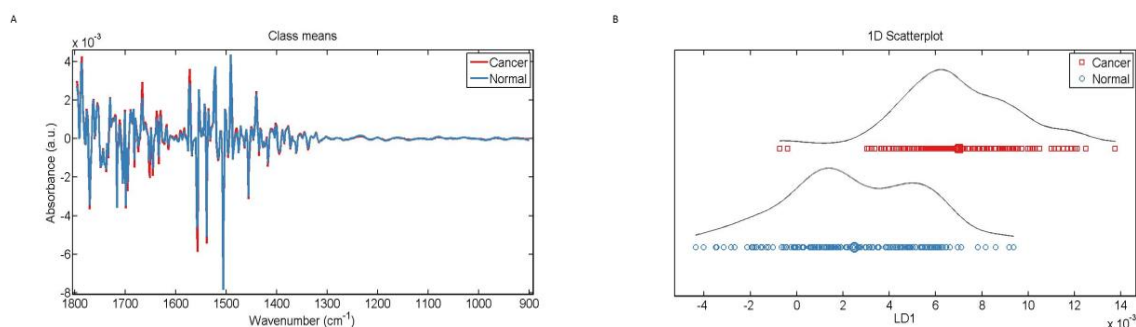 A
Class means
x 10⁻³
4
2
0
-2
-4
-6
-8
Absorbance (a.u.)
Cancer
Normal
1800 1700 1600 1500 1400 1300 1200 1100 1000 900
Wavenumber (cm⁻¹)
B
1D Scatterplot
Cancer
Normal
-4 -2 0 2 4 6 8 10 12 14
LD1
x 10⁻³